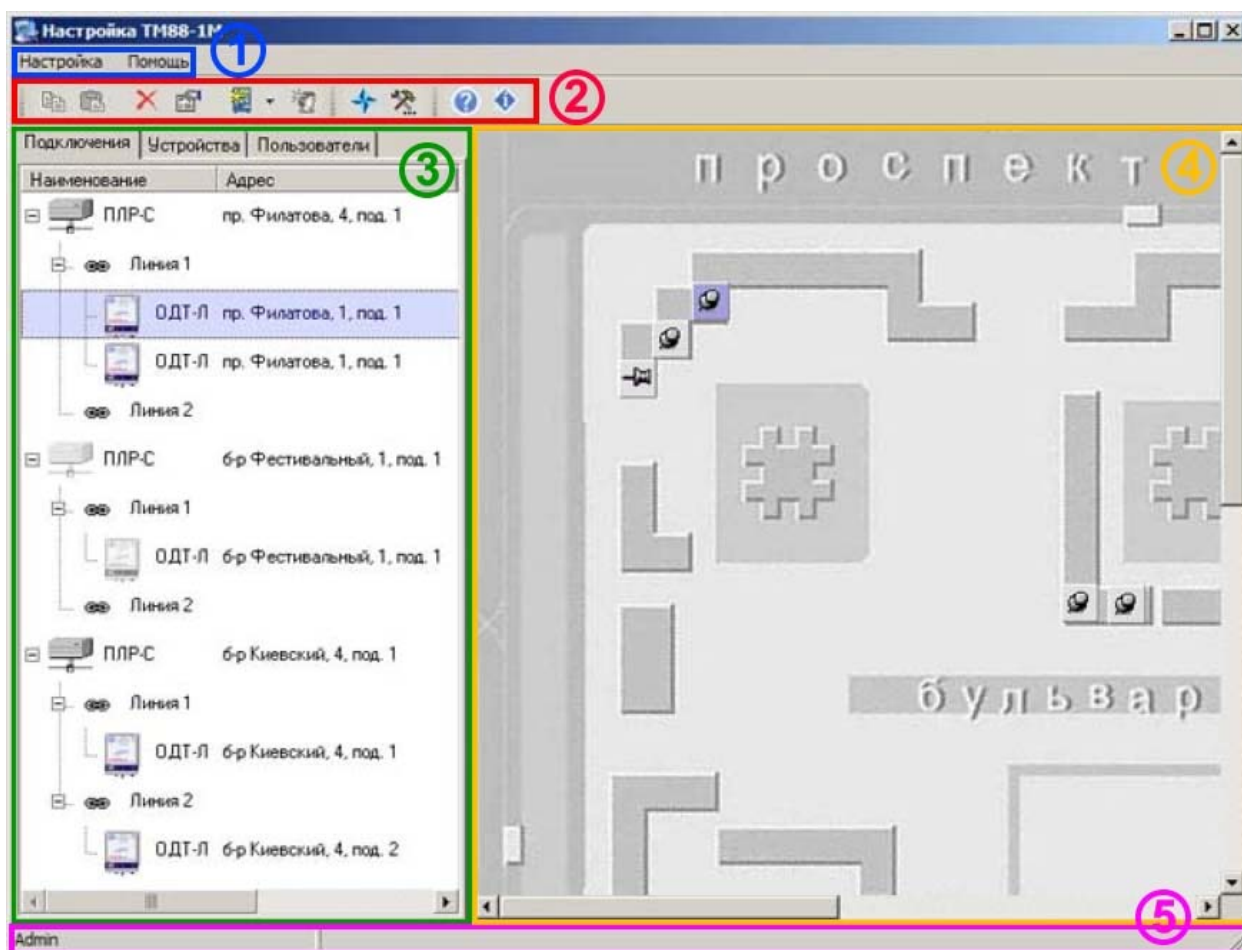 Настройка ТМ88-1М
1
Настройка Помощь
2
Подключения Устройства Пользователи
3
Наименование Адрес
ПЛР-С пр. Филатова, 4, под. 1
Линия 1
ОДТ-Л пр. Филатова, 1, под. 1
ОДТ-Л пр. Филатова, 1, под. 1
Линия 2
ПЛР-С б-р Фестивальный, 1, под. 1
Линия 1
ОДТ-Л б-р Фестивальный, 1, под. 1
Линия 2
ПЛР-С б-р Киевский, 4, под. 1
Линия 1
ОДТ-Л б-р Киевский, 4, под. 1
Линия 2
ОДТ-Л б-р Киевский, 4, под. 2
проспект
4
бульвар
5
Admin